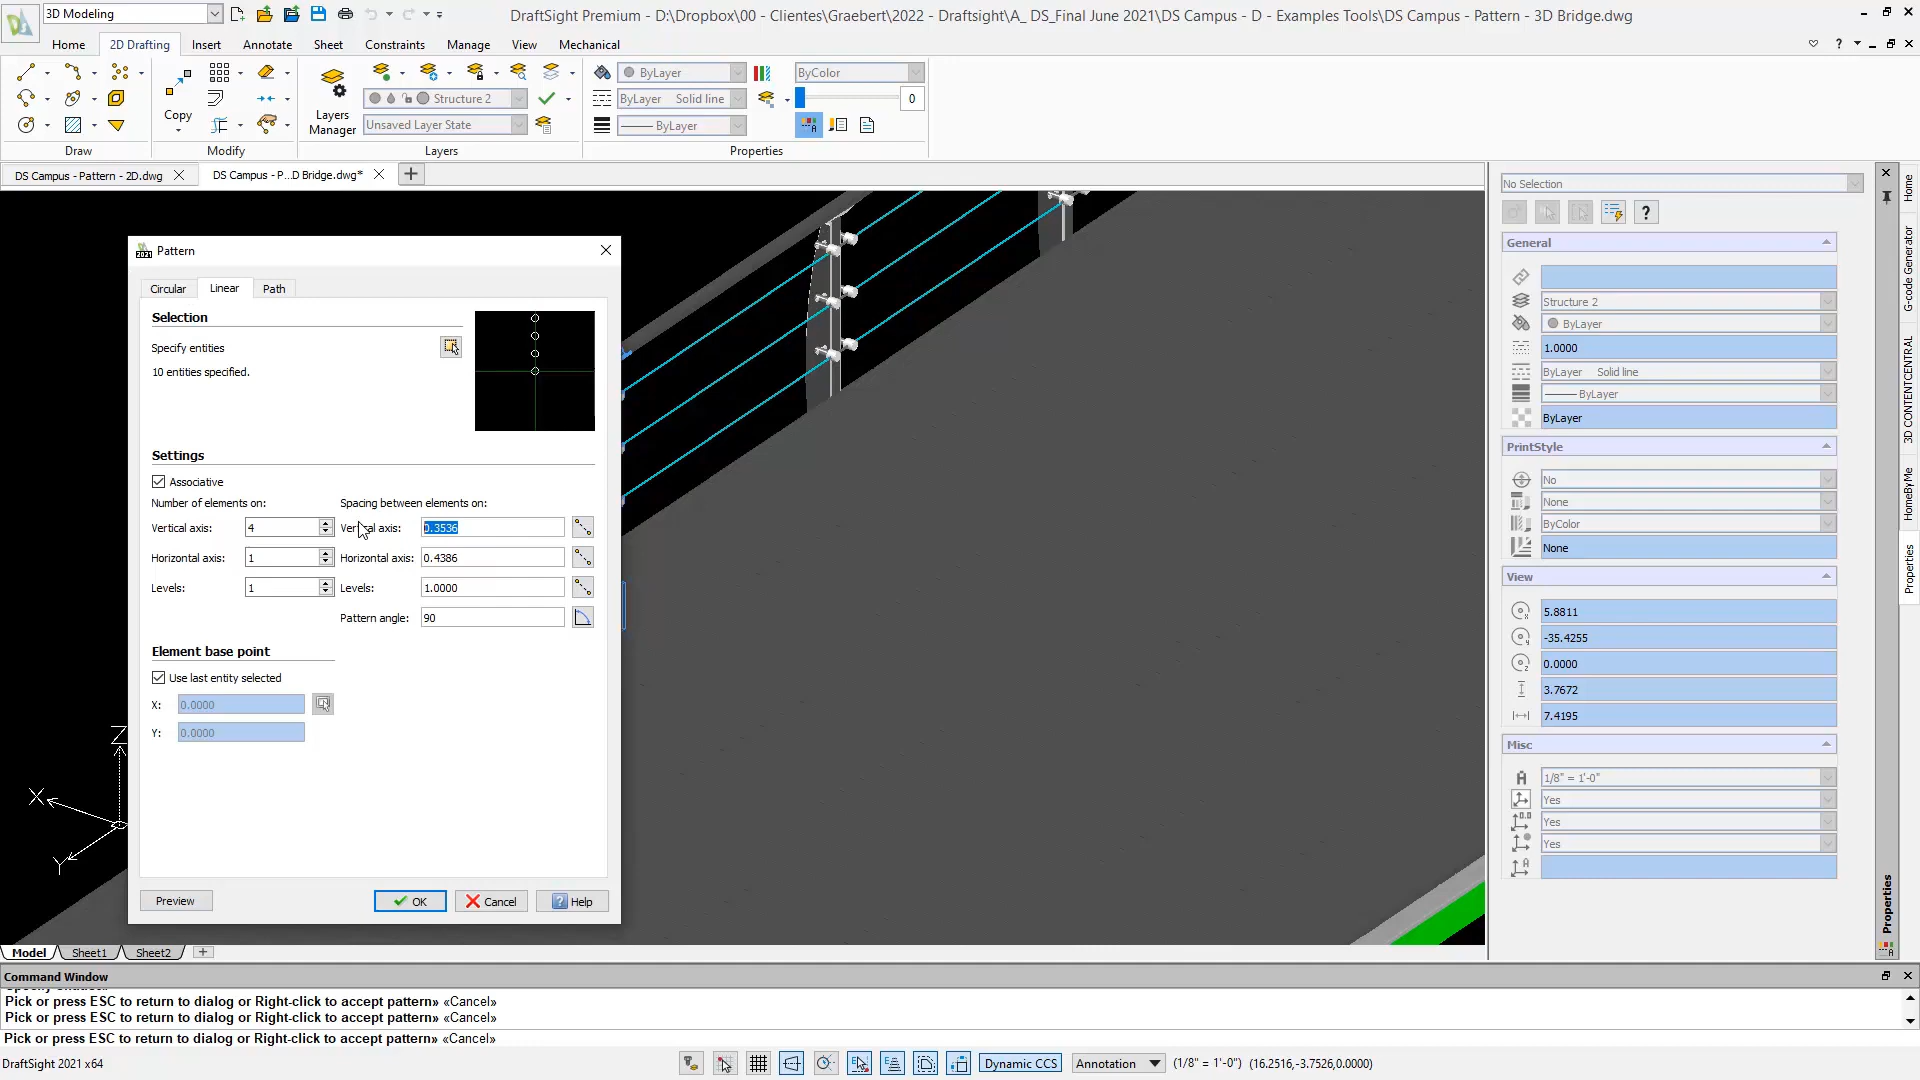 3D Modeling
DraftSight Premium - D:\Dropbox\00 - Clientes\Graebert\2022 - Draftsight\A_ DS_Final June 2021\DS Campus - D - Examples Tools\DS Campus - Pattern - 3D Bridge.dwg
Home 2D Drafting Insert Annotate Sheet Constraints Manage View Mechanical
Copy
Layers
Manager
Structure 2
Unsaved Layer State
ByLayer
ByLayer Solid line
ByLayer
ByColor
0
Draw Modify Layers Properties
DS Campus - Pattern - 2D.dwg
DS Campus - P...D Bridge.dwg*
Pattern
Circular Linear Path
Selection
Specify entities
10 entities specified.
Settings
Associative
Number of elements on: Spacing between elements on:
Vertical axis: 4 Vertical axis: 0.3536
Horizontal axis: 1 Horizontal axis: 0.4386
Levels: 1 Levels: 1.0000
Pattern angle: 90
Element base point
Use last entity selected
X: 0.0000
Y: 0.0000
Preview OK Cancel Help
Z
X
Y
No Selection
General
Structure 2
ByLayer
1.0000
ByLayer Solid line
ByLayer
ByLayer
PrintStyle
No
None
ByColor
None
View
5.8811
-35.4255
0.0000
3.7672
7.4195
Misc
1/8" = 1'-0"
Yes
Yes
Yes
Home
G-code Generator
3D CONTENTCENTRAL
HomeByMe
Properties
Properties
Model Sheet1 Sheet2
Command Window
Pick or press ESC to return to dialog or Right-click to accept pattern» «Cancel»
Pick or press ESC to return to dialog or Right-click to accept pattern» «Cancel»
Pick or press ESC to return to dialog or Right-click to accept pattern» «Cancel»
DraftSight 2021 x64
Dynamic CCS
Annotation
(1/8" = 1'-0")
(16.2516,-3.7526,0.0000)